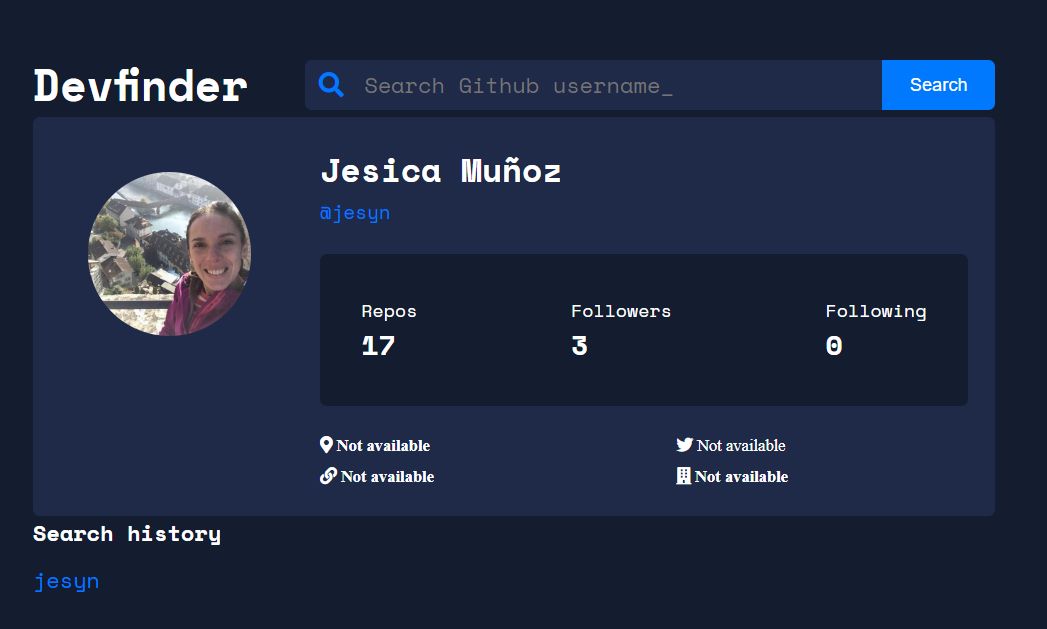 Devfinder
Search Github username_
Search
Jesica Muñoz
@jesyn
Repos
Followers
Following
17
3
0
Not available
Not available
Not available
Not available
Search history
jesyn